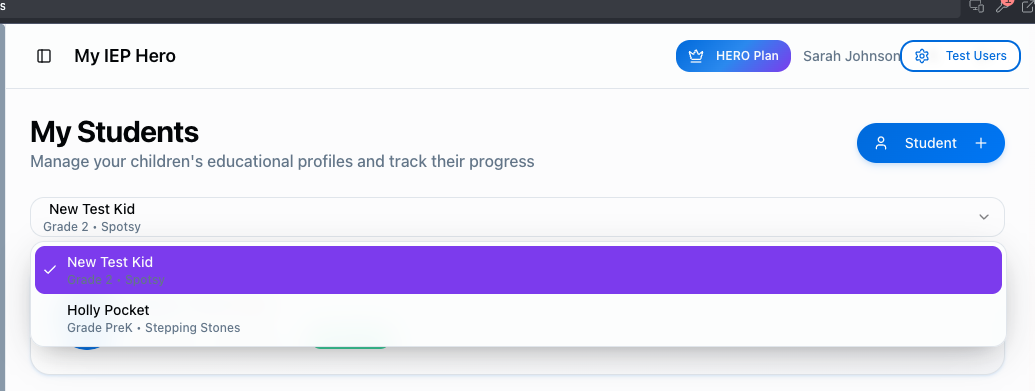 s
My IEP Hero
HERO Plan
Sarah Johnson
Test Users
My Students
Manage your children's educational profiles and track their progress
Student
New Test Kid
Grade 2 • Spotsy
New Test Kid
Grade 2 • Spotsy
Holly Pocket
Grade PreK • Stepping Stones